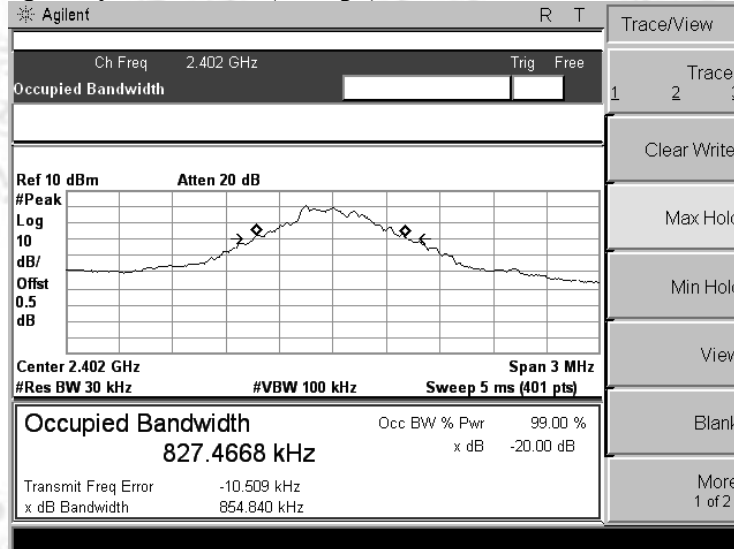 Agilent R T
Ch Freq 2.402 GHz Trig Free
Occupied Bandwidth
Ref 10 dBm Atten 20 dB
#Peak
Log
10
dB/
Offst
0.5
dB
Center 2.402 GHz Span 3 MHz
#Res BW 30 kHz #VBW 100 kHz Sweep 5 ms (401 pts)
Occupied Bandwidth
827.4668 kHz
Occ BW % Pwr 99.00 %
x dB -20.00 dB
Transmit Freq Error -10.509 kHz
x dB Bandwidth 854.840 kHz
Trace/View
Trace
1 2
Clear Write
Max Hold
Min Hold
View
Blank
More
1 of 2